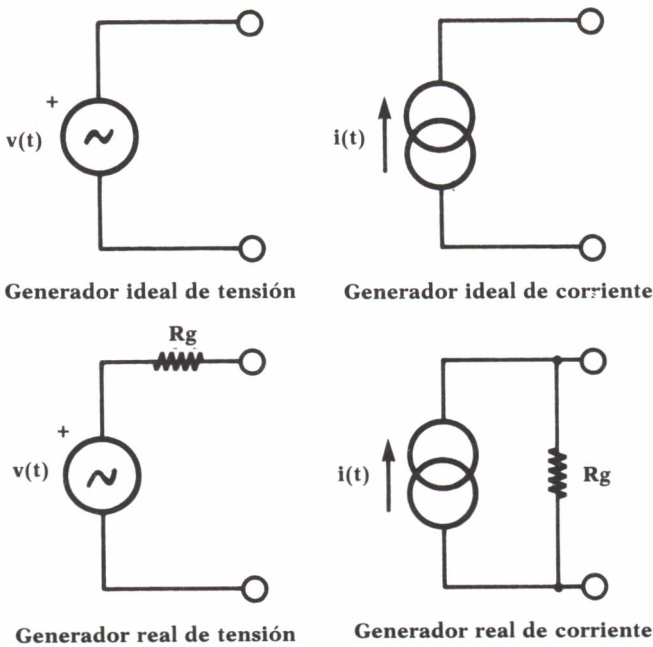 +
v(t)
i(t)
Generador ideal de tensión
Generador ideal de corriente
Rg
+
v(t)
i(t)
Rg
Generador real de tensión
Generador real de corriente